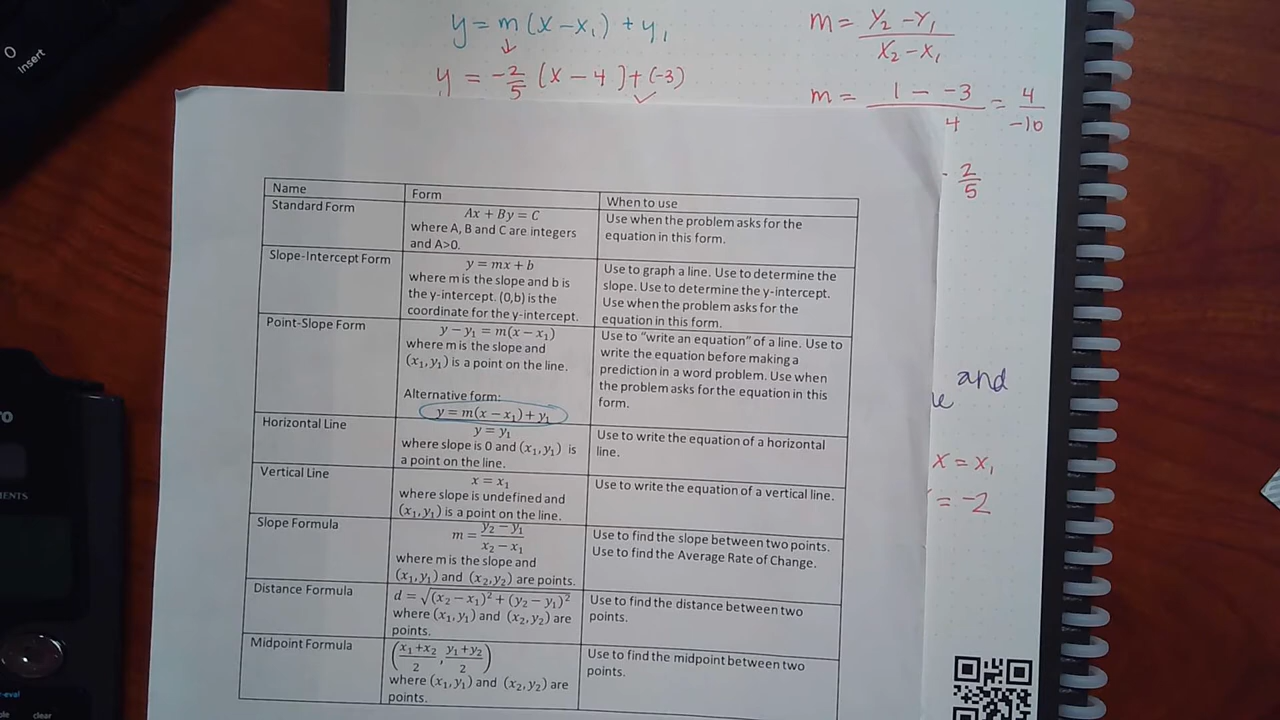 Insert
y = m(x - x₁) + y₁
y = -2/5 (x - 4) + (-3)
m = Y₂ - Y₁ / X₂ - X₁
m = 1 - -3 / 4 = 4 / -10
- 2/5
Name Form When to use
Standard Form
Ax + By = C
where A, B and C are integers
and A>0.
Use when the problem asks for the
equation in this form.
Slope-Intercept Form
y = mx + b
where m is the slope and b is
the y-intercept. (0,b) is the
coordinate for the y-intercept.
Use to graph a line. Use to determine the
slope. Use to determine the y-intercept.
Use when the problem asks for the
equation in this form.
Point-Slope Form
y − y₁ = m(x − x₁)
where m is the slope and
(x₁, y₁) is a point on the line.
Alternative form:
y = m(x − x₁) + y₁
Use to "write an equation" of a line. Use to
write the equation before making a
prediction in a word problem. Use when
the problem asks for the equation in this
form.
Horizontal Line
y = y₁
where slope is 0 and (x₁, y₁) is
a point on the line.
Use to write the equation of a horizontal
line.
Vertical Line
x = x₁
where slope is undefined and
(x₁, y₁) is a point on the line.
Use to write the equation of a vertical line.
Slope Formula
m = y₂ − y₁ / x₂ − x₁
where m is the slope and
(x₁, y₁) and (x₂, y₂) are points.
Use to find the slope between two points.
Use to find the Average Rate of Change.
Distance Formula
d = √(x₂ − x₁)² + (y₂ − y₁)²
where (x₁, y₁) and (x₂, y₂) are
points.
Use to find the distance between two
points.
Midpoint Formula
(x₁+x₂ / 2, y₁+y₂ / 2)
where (x₁, y₁) and (x₂, y₂) are
points.
Use to find the midpoint between two
points.
and
x = x₁
= -2
clear